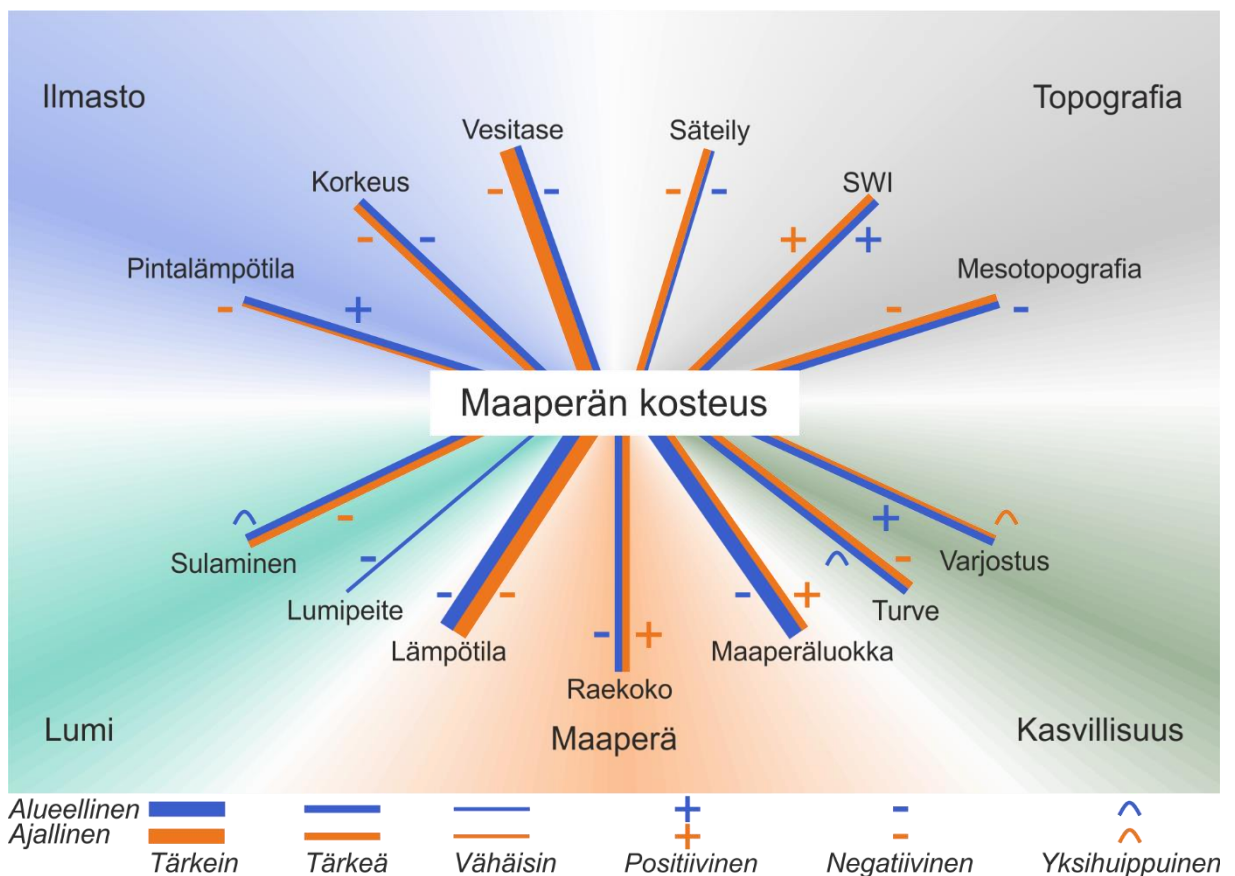 Ilmasto
Topografia
Vesitase
Säteily
Korkeus
SWI
Pintalämpötila
Mesotopografia
- - - -
- - + +
- + - -
Maaperän kosteus
- + -
Sulaminen
Varjostus
- - - - +
Lumipeite
Turve
- +
Lämpötila
Maaperäluokka
Raekoko
Lumi
Maaperä
Kasvillisuus
Alueellinen + -
Ajallinen + -
Tärkein Tärkeä Vähäisin Positiivinen Negatiivinen Yksihuippuinen